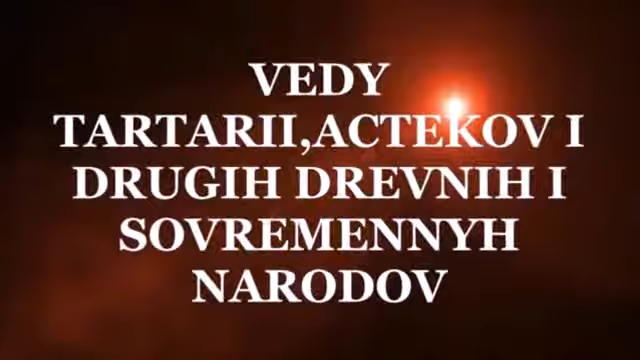 VEDY
TARTARII,ACTEKOV I
DRUGIH DREVNIH I
SOVREMENNYH
NARODOV